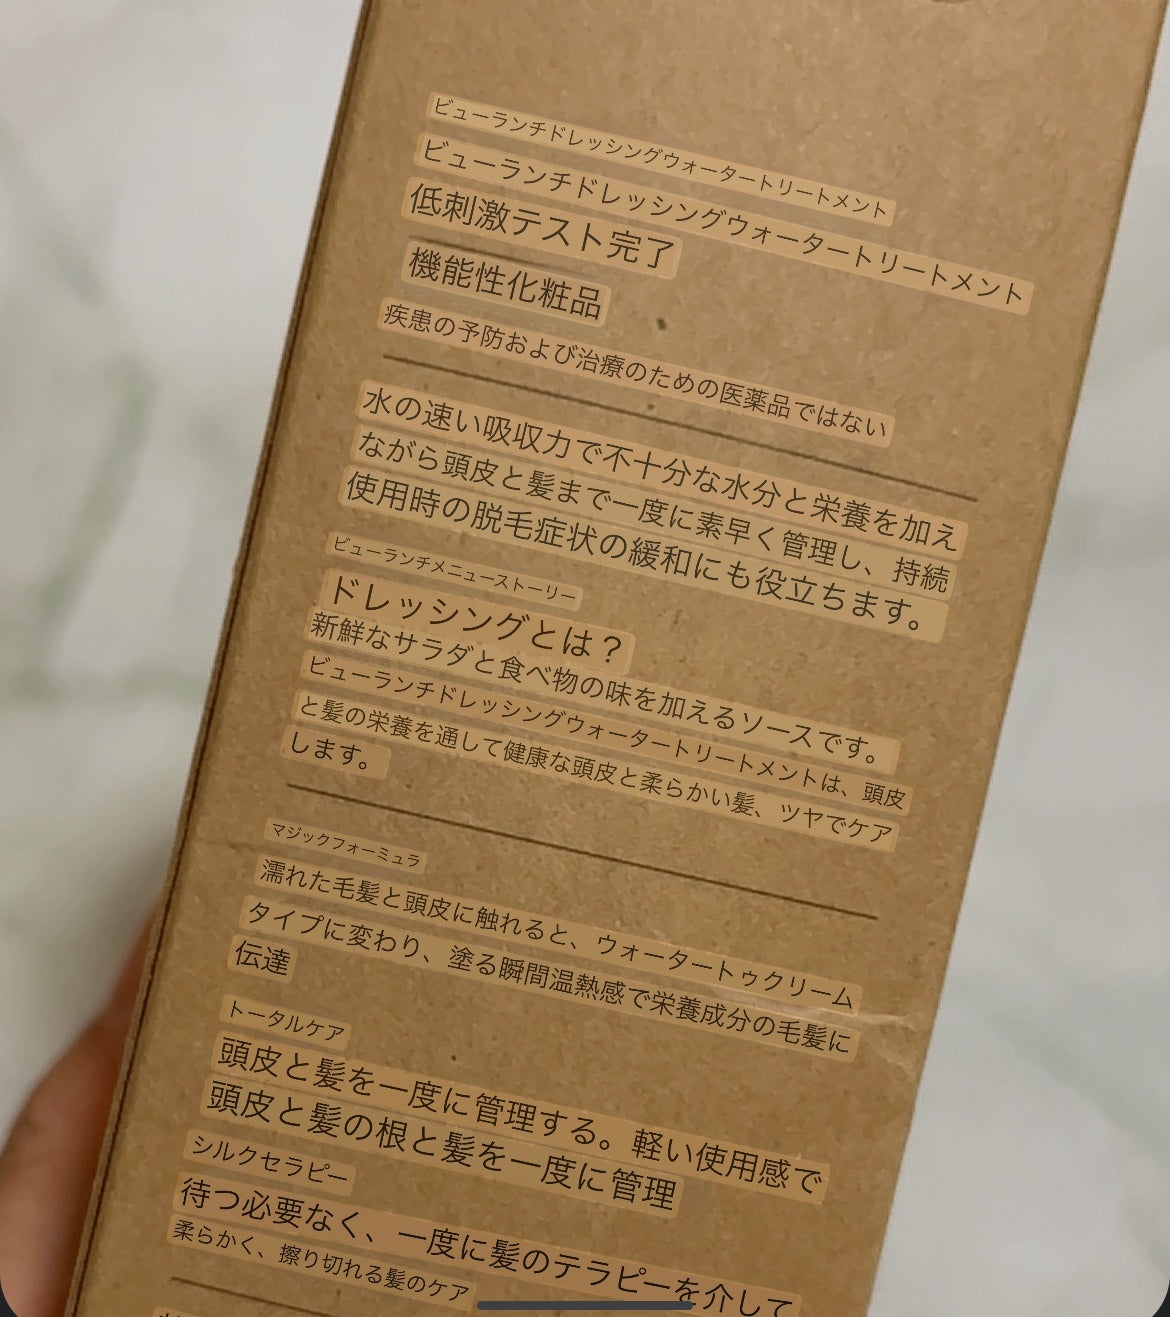 ビューランチドレッシングウォータートリートメント
ビューランチドレッシングウォータートリートメント
低刺激テスト完了
機能性化粧品
疾患の予防および治療のための医薬品ではない
水の速い吸収力で不十分な水分と栄養を加え
ながら頭皮と髪まで一度に素早く管理し、持続
使用時の脱毛症状の緩和にも役立ちます。
ビューランチメニューストーリー
ドレッシングとは？
新鮮なサラダと食べ物の味を加えるソースです。
ビューランチドレッシングウォータートリートメントは、頭皮
と髪の栄養を通して健康な頭皮と柔らかい髪、ツヤでケア
します。
マジックフォーミュラ
濡れた毛髪と頭皮に触れると、ウォータートゥクリーム
タイプに変わり、塗る瞬間温熱感で栄養成分の毛髪に
伝達
トータルケア
頭皮と髪を一度に管理する。軽い使用感で
頭皮と髪の根と髪を一度に管理
シルクセラピー
待つ必要なく、一度に髪のテラピーを介して
柔らかく、擦り切れる髪のケア